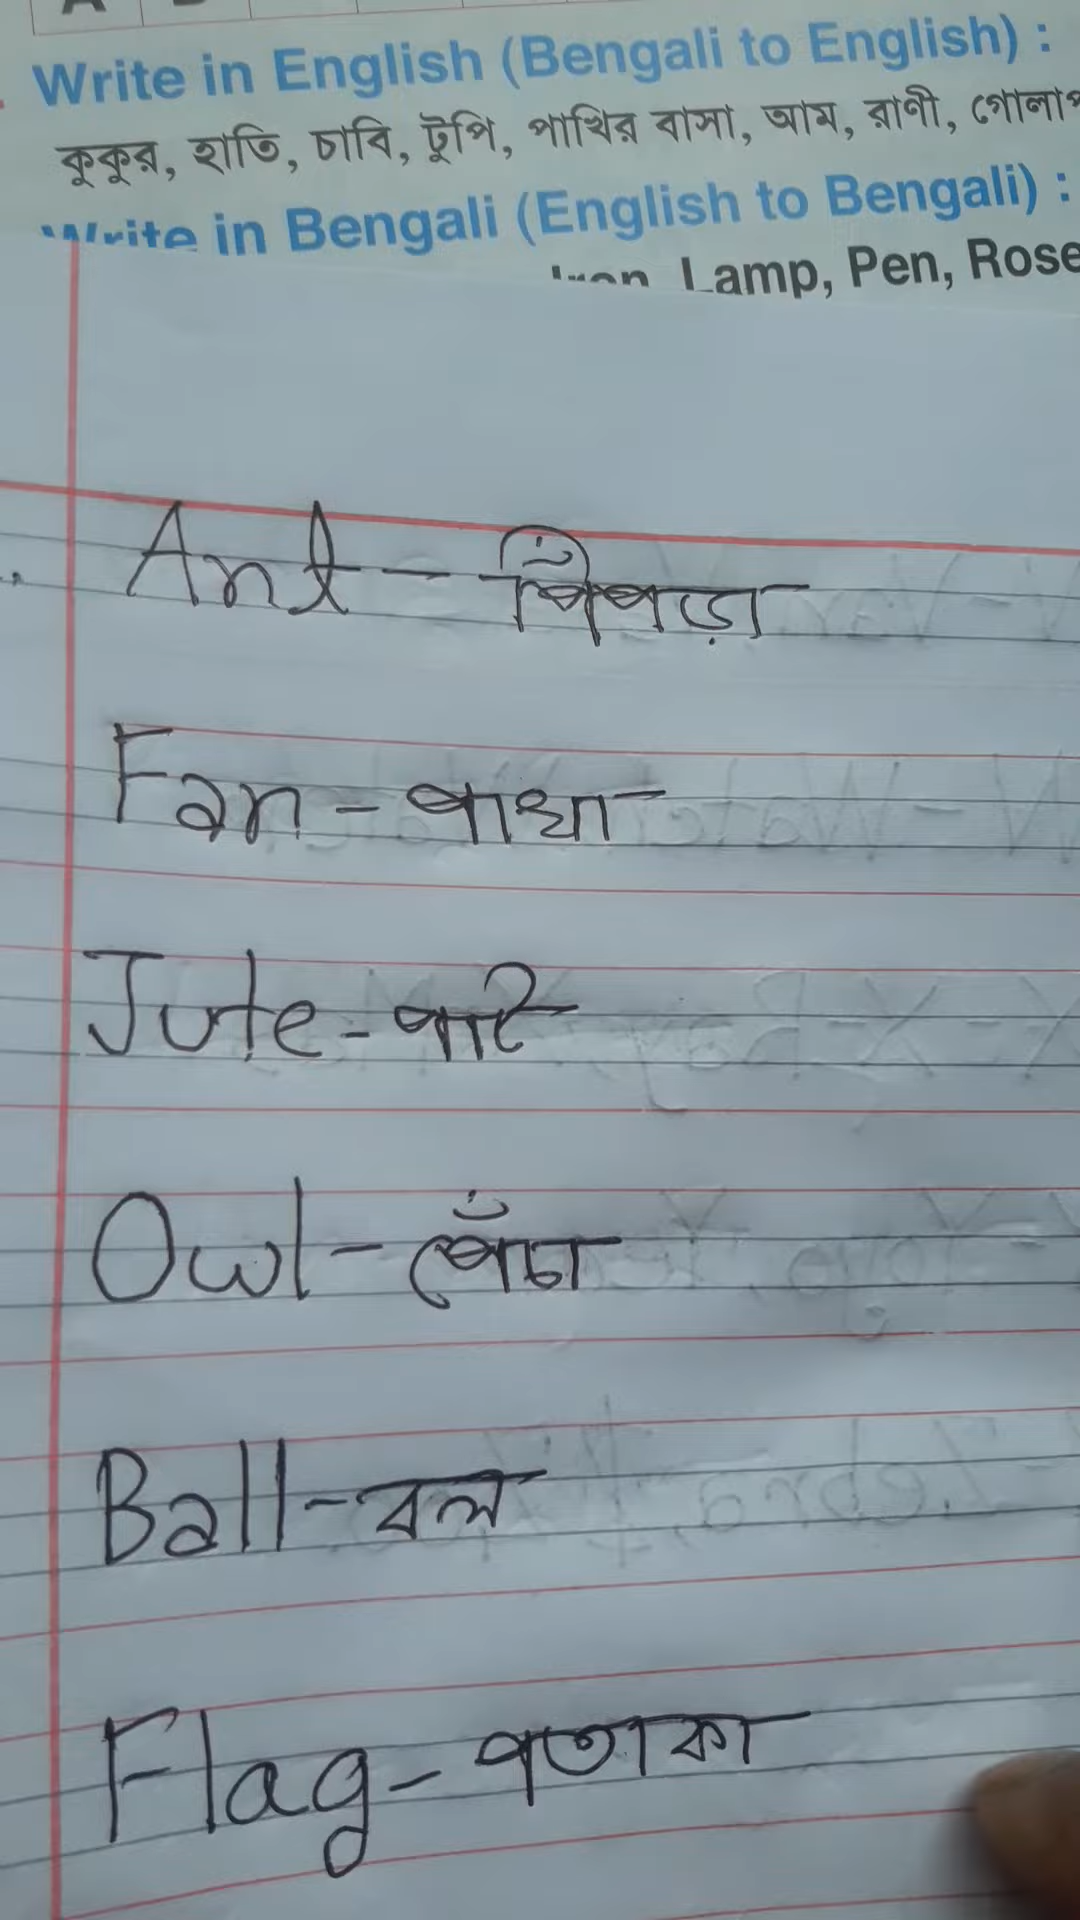 Write in English (Bengali to English) :
কুকুর, হাতি, চাবি, টুপি, পাখির বাসা, আম, রাণী, গোলাপ
Write in Bengali (English to Bengali) :
Lamp, Pen, Rose
Ant - পিঁপড়া
Fan - পাখা
Jute - পাট
Owl - পেঁচা
Ball - বল
Flag - পতাকা